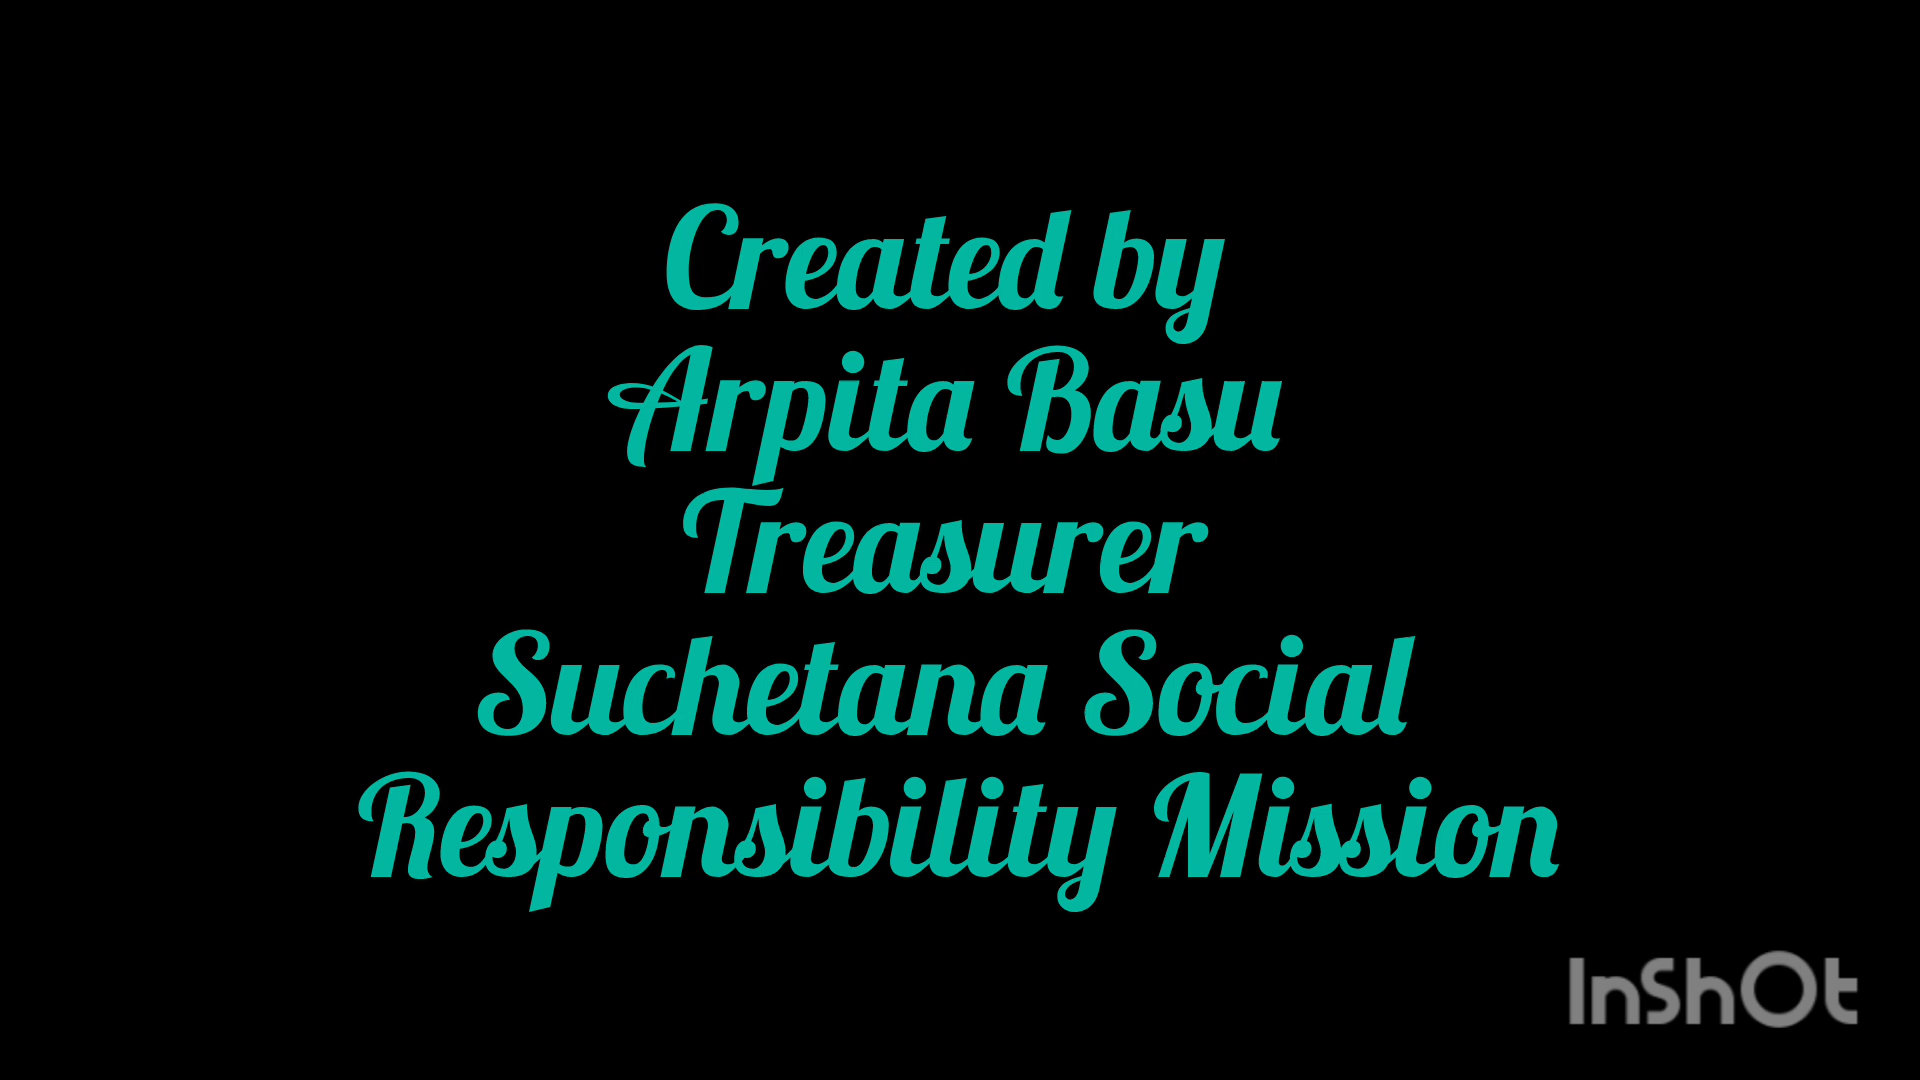 Created by
Arpita Basu
Treasurer
Suchetana Social
Responsibility Mission
InShOt